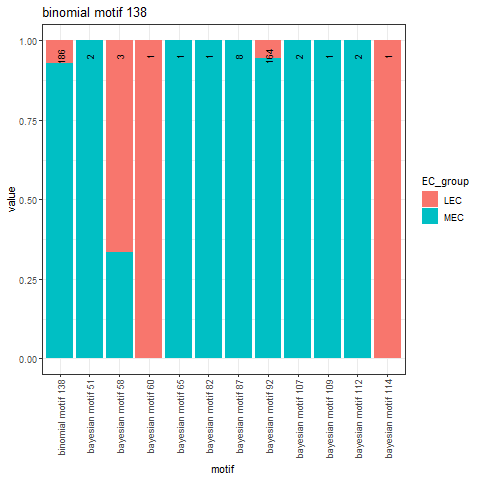 binomial motif 138
1.00
0.75
0.50
0.25
0.00
value
186
2
3
1
1
1
8
164
2
1
2
1
binomial motif 138
bayesian motif 51
bayesian motif 58
bayesian motif 60
bayesian motif 65
bayesian motif 82
bayesian motif 87
bayesian motif 92
bayesian motif 107
bayesian motif 109
bayesian motif 112
bayesian motif 114
motif
EC_group
LEC
MEC